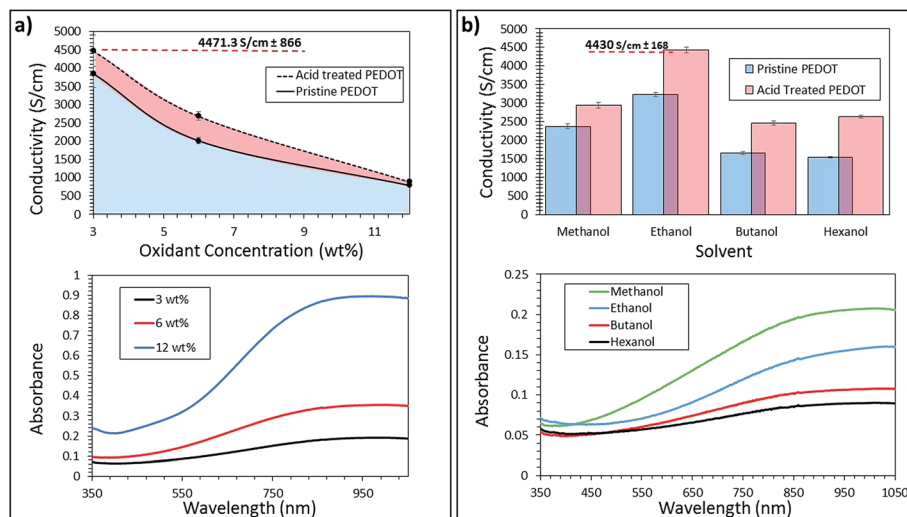 a)
4471.3 S/cm ± 866
Conductivity (S/cm)
5000
4500
4000
3500
3000
2500
2000
1500
1000
500
0
Acid treated PEDOT
Pristine PEDOT
3
5
7
9
11
Oxidant Concentration (wt%)
Absorbance
1
0.9
0.8
0.7
0.6
0.5
0.4
0.3
0.2
0.1
0
3 wt%
6 wt%
12 wt%
350
550
750
950
Wavelength (nm)
b)
4430 S/cm ± 168
Conductivity (S/cm)
5000
4500
4000
3500
3000
2500
2000
1500
1000
500
0
Pristine PEDOT
Acid Treated PEDOT
Methanol
Ethanol
Butanol
Hexanol
Solvent
Absorbance
0.25
0.2
0.15
0.1
0.05
0
Methanol
Ethanol
Butanol
Hexanol
350
450
550
650
750
850
950
1050
Wavelength (nm)